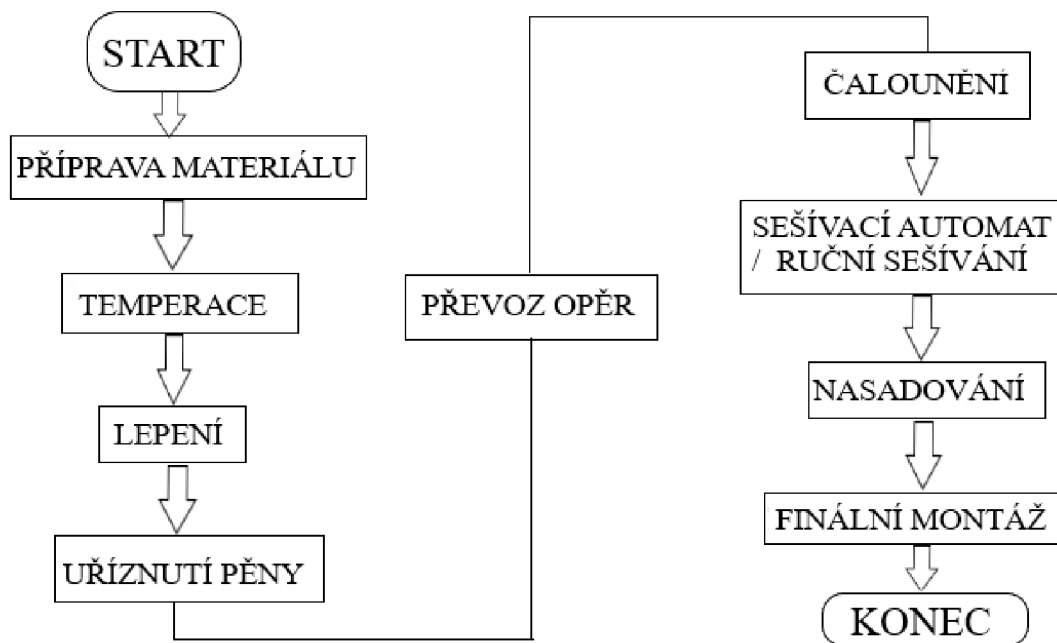 START
PŘÍPRAVA MATERIÁLU
TEMPERACE
LEPENÍ
UŘÍZNUTÍ PĚNY
PŘEVOZ OPĚR
ČALOUNĚNÍ
SEŠÍVACÍ AUTOMAT
/ RUČNÍ SEŠÍVÁNÍ
NASADOVÁNÍ
FINÁLNÍ MONTÁŽ
KONEC